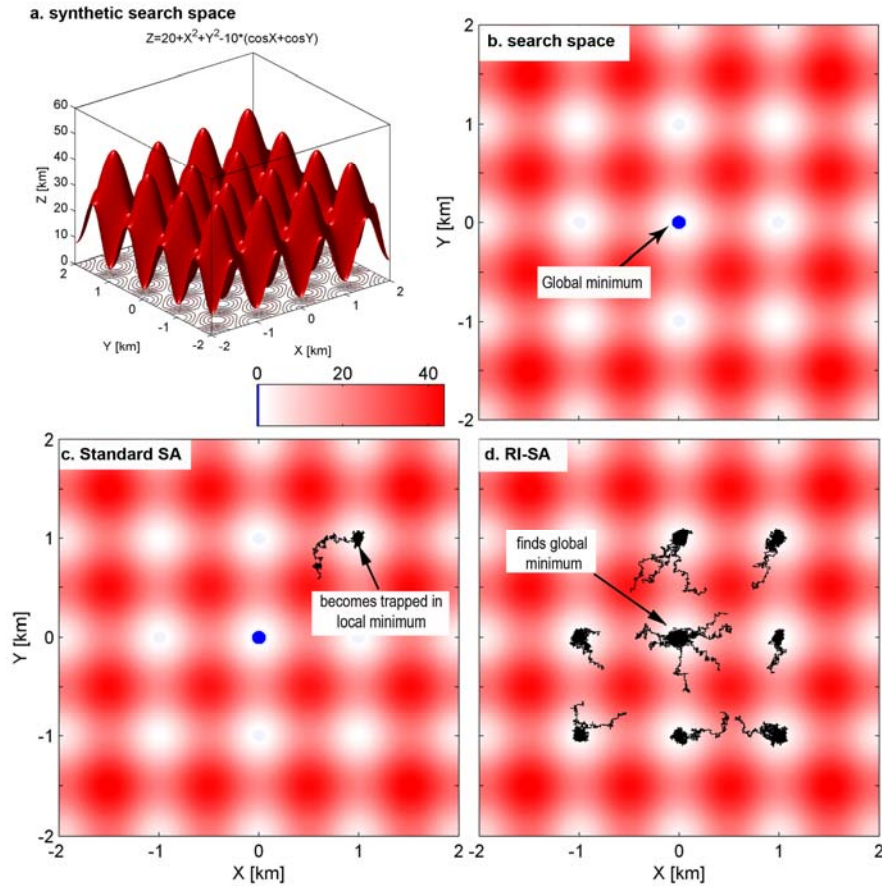 a. synthetic search space
Z=20+X²+Y²-10*(cosX+cosY)
60
50
40
30
20
10
0
Z [km]
2
1
0
-1
-2
Y [km]
-2
-1
0
1
2
X [km]
0
20
40
b. search space
2
1
0
-1
-2
Y [km]
Global minimum
c. Standard SA
2
1
0
-1
-2
Y [km]
becomes trapped in
local minimum
-2
-1
0
1
2
X [km]
d. RI-SA
finds global
minimum
-2
-1
0
1
2
X [km]